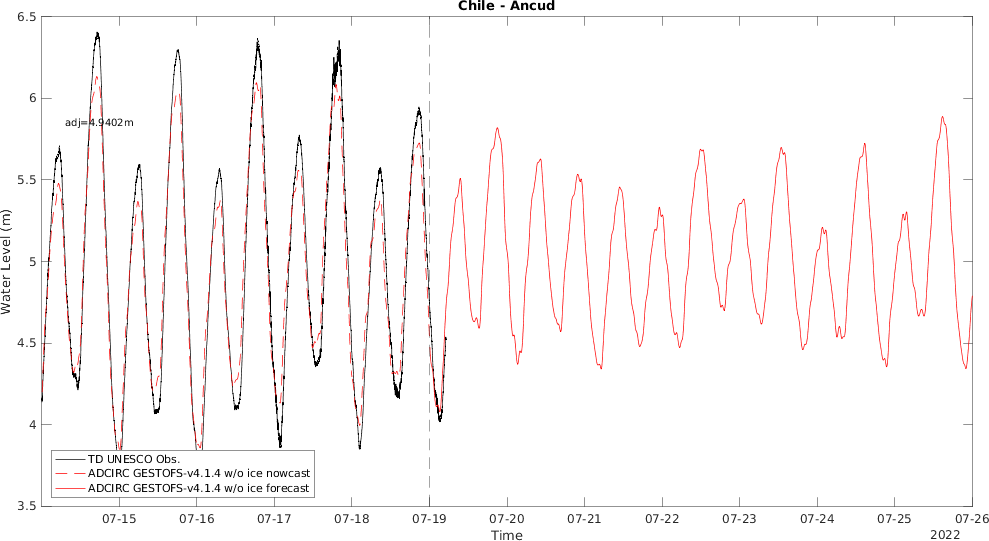 Chile - Ancud
6.5
6
5.5
5
4.5
4
3.5
Water Level (m)
adj=4.9402m
TD UNESCO Obs.
ADCIRC GESTOFS-v4.1.4 w/o ice nowcast
ADCIRC GESTOFS-v4.1.4 w/o ice forecast
07-15 07-16 07-17 07-18 07-19 07-20 07-21 07-22 07-23 07-24 07-25 07-26
Time
2022